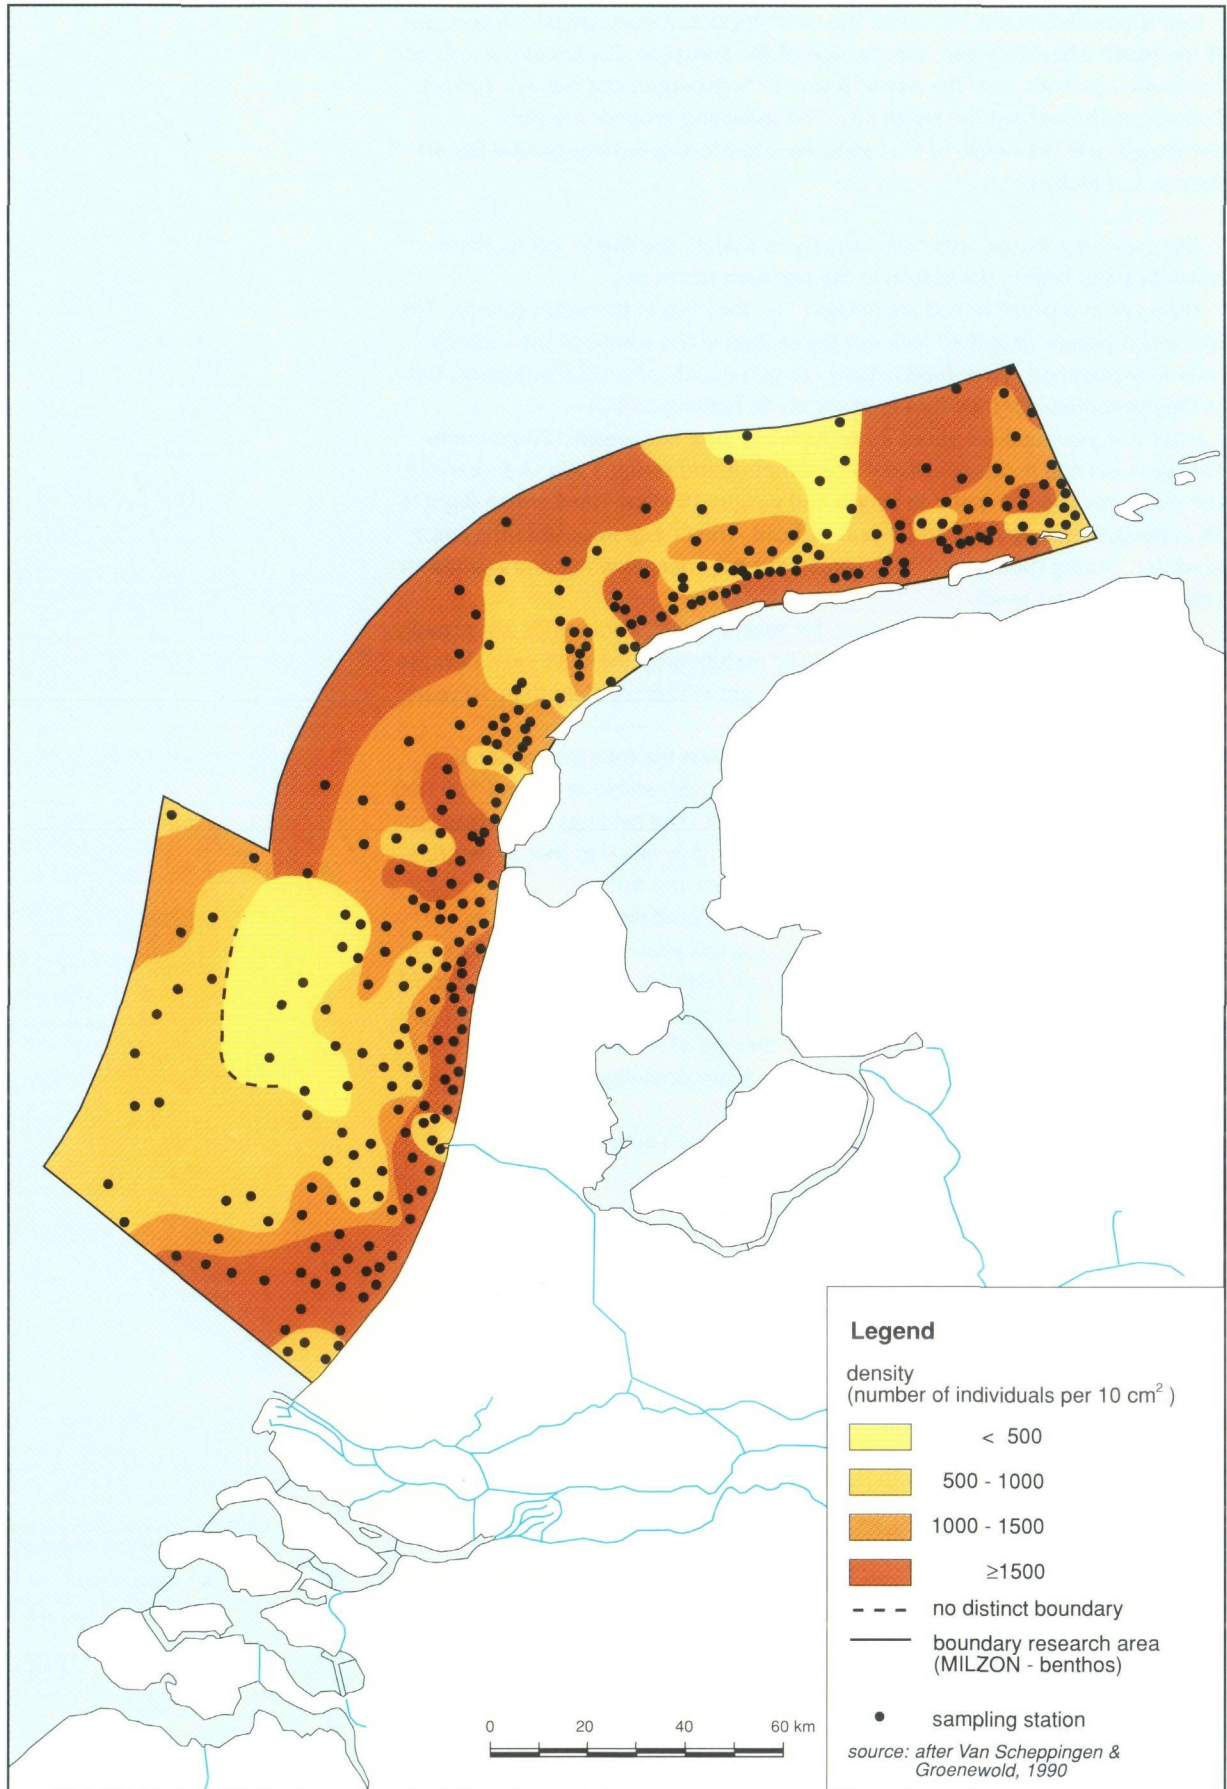 Legend
density
(number of individuals per 10 cm²)
< 500
500 - 1000
1000 - 1500
≥1500
no distinct boundary
boundary research area
(MILZON - benthos)
sampling station
source: after Van Scheppingen &
Groenewold, 1990
0 20 40 60 km